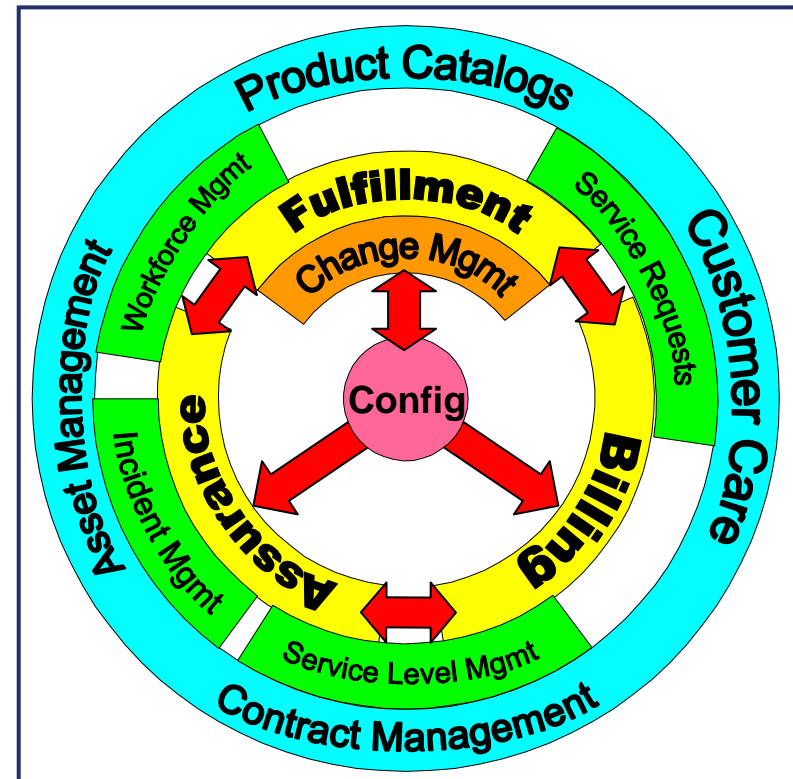 Product Catalogs
Workforce Mgmt
Fulfillment
Service Requests
Change Mgmt
Customer Care
Asset Management
Config
Assurance
Billing
Incident Mgmt
Service Level Mgmt
Contract Management